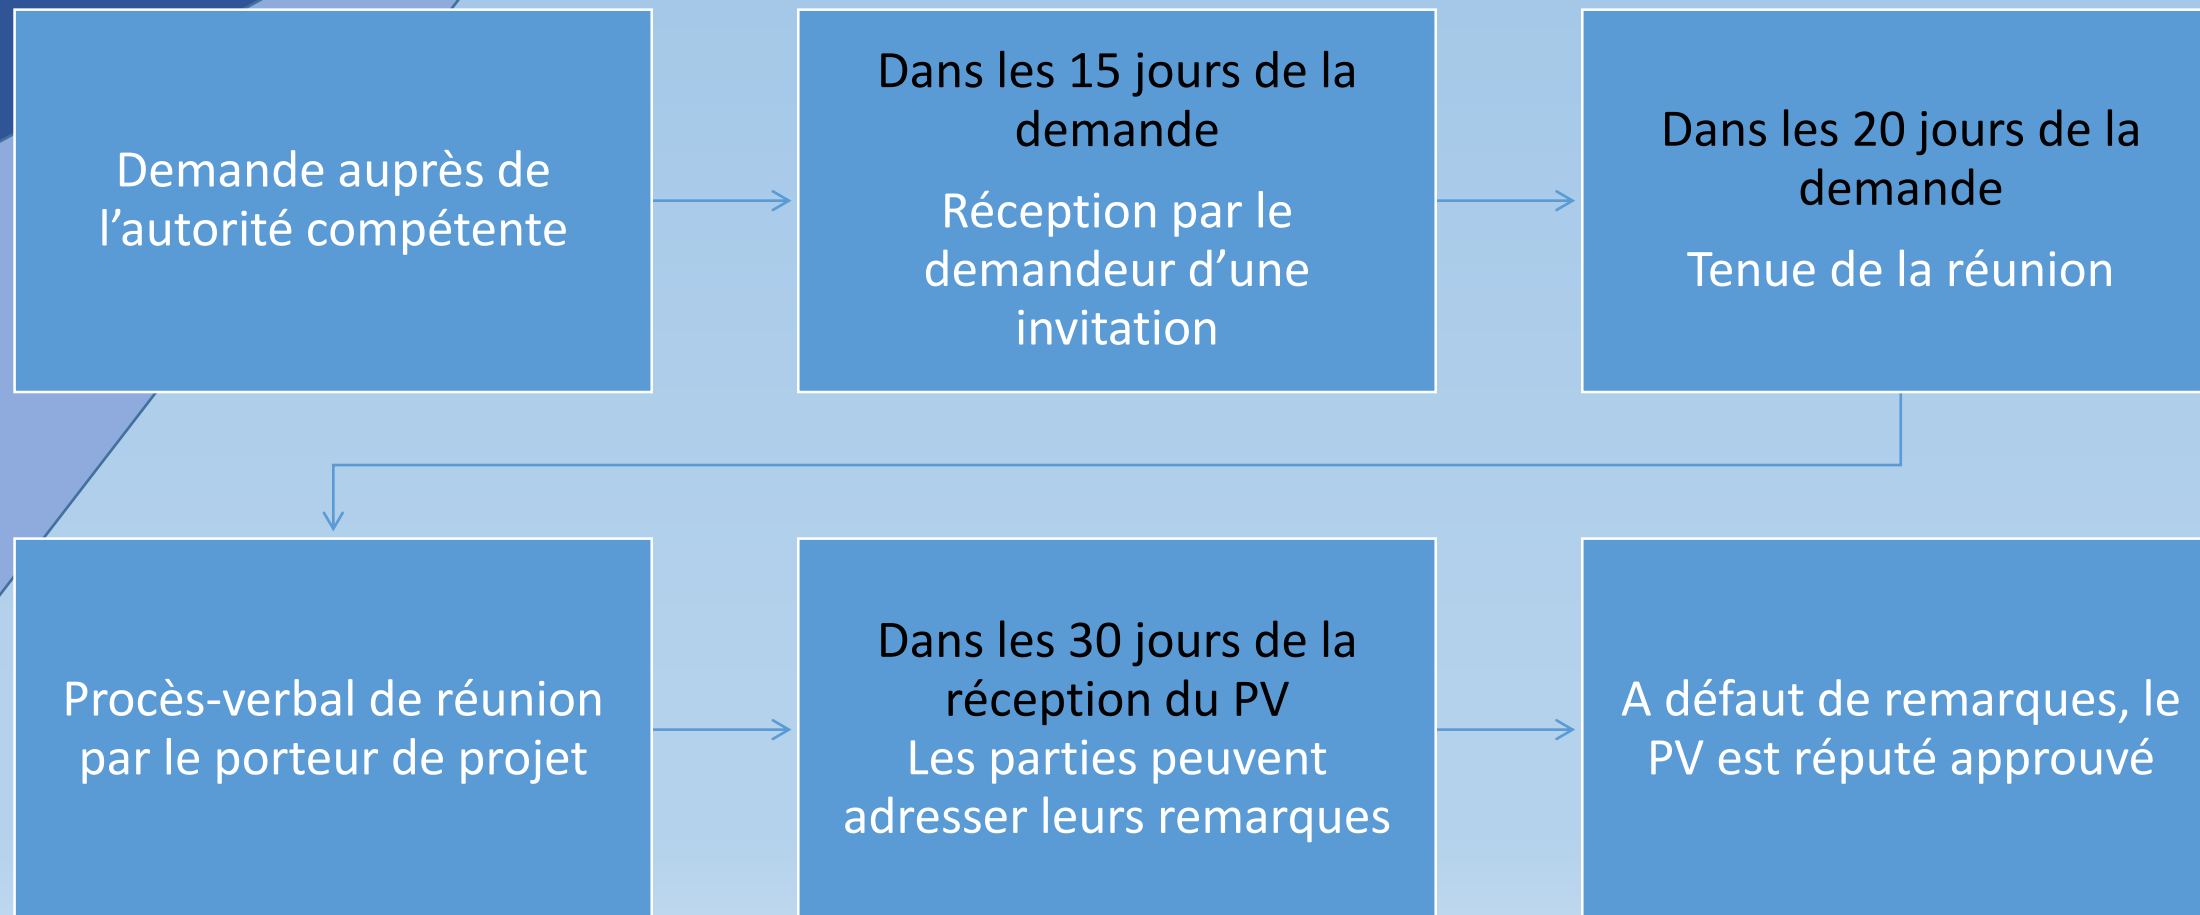 Demande auprès de
l’autorité compétente
Dans les 15 jours de la
demande
Réception par le
demandeur d’une
invitation
Dans les 20 jours de la
demande
Tenue de la réunion
Procès-verbal de réunion
par le porteur de projet
Dans les 30 jours de la
réception du PV
Les parties peuvent
adresser leurs remarques
A défaut de remarques, le
PV est réputé approuvé